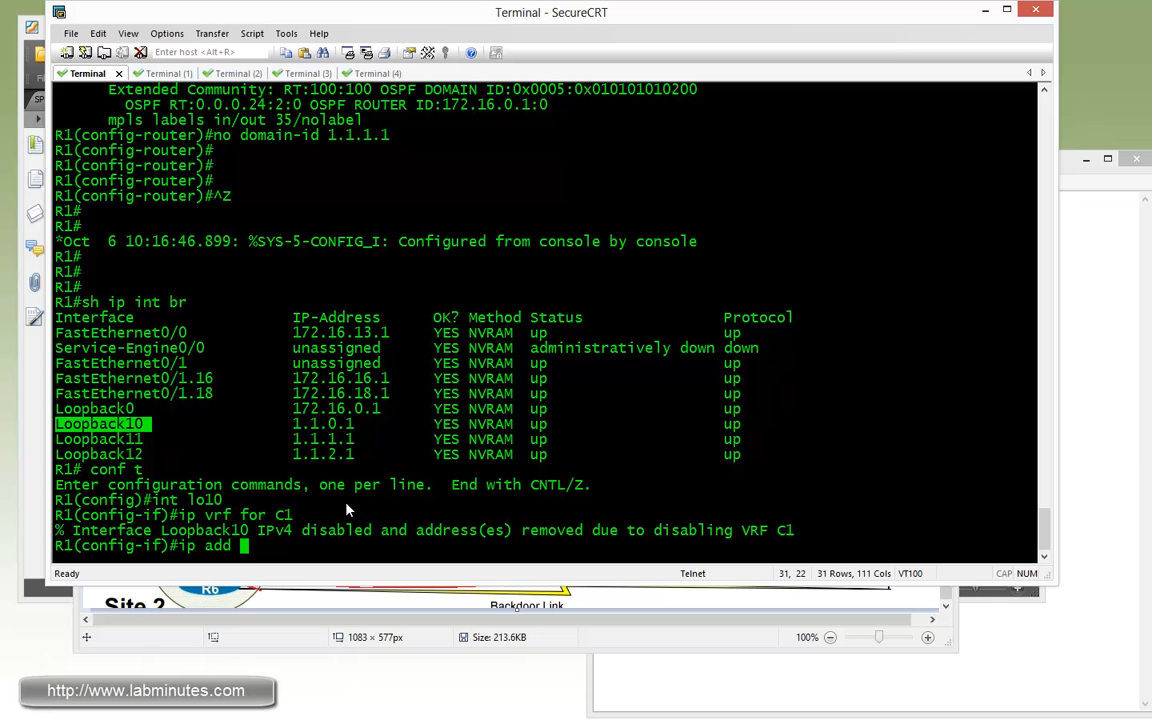 Terminal - SecureCRT
File Edit View Options Transfer Script Tools Help
Enter host <Alt+R>
Terminal Terminal (1) Terminal (2) Terminal (3) Terminal (4)
Extended Community: RT:100:100 OSPF DOMAIN ID:0x0005:0x010101010200
OSPF RT:0.0.0.24:2:0 OSPF ROUTER ID:172.16.0.1:0
mpls labels in/out 35/nolabel
R1(config-router)#no domain-id 1.1.1.1
R1(config-router)#
R1(config-router)#
R1(config-router)#
R1(config-router)#^Z
R1#
R1#
*Oct  6 10:16:46.899: %SYS-5-CONFIG_I: Configured from console by console
R1#
R1#
R1#
R1#sh ip int br
Interface IP-Address OK? Method Status Protocol
FastEthernet0/0 172.16.13.1 YES NVRAM up up
Service-Engine0/0 unassigned YES NVRAM administratively down down
FastEthernet0/1 unassigned YES NVRAM up up
FastEthernet0/1.16 172.16.16.1 YES NVRAM up up
FastEthernet0/1.18 172.16.18.1 YES NVRAM up up
Loopback0 172.16.0.1 YES NVRAM up up
Loopback10 1.1.0.1 YES NVRAM up up
Loopback11 1.1.1.1 YES NVRAM up up
Loopback12 1.1.2.1 YES NVRAM up up
R1# conf t
Enter configuration commands, one per line.  End with CNTL/Z.
R1(config)#int lo10
R1(config-if)#ip vrf for C1
% Interface Loopback10 IPv4 disabled and address(es) removed due to disabling VRF C1
R1(config-if)#ip add
Ready Telnet 31, 22 31 Rows, 111 Cols VT100 CAP NUM
R6
Site 2
Backdoor Link
1083 × 577px Size: 213.6KB 100%
http://www.labminutes.com